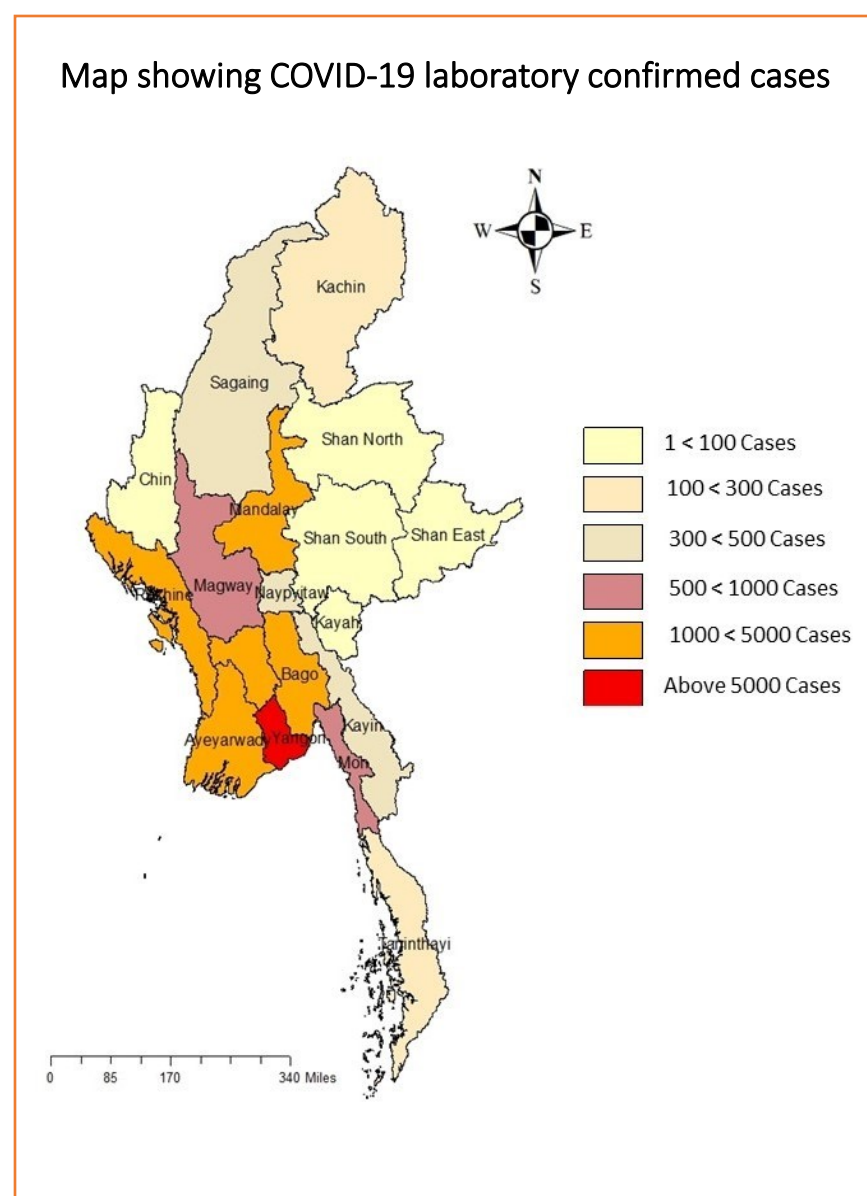 Map showing COVID-19 laboratory confirmed cases
N
W E
S
Kachin
Sagaing
Shan North
Chin
Mandalay
Shan South
Shan East
Magway
Naypyitaw
Rakhine
Kayah
Bago
Kayin
Ayeyarwady
Yangon
Mon
Taninthayi
1 < 100 Cases
100 < 300 Cases
300 < 500 Cases
500 < 1000 Cases
1000 < 5000 Cases
Above 5000 Cases
0 85 170 340 Miles